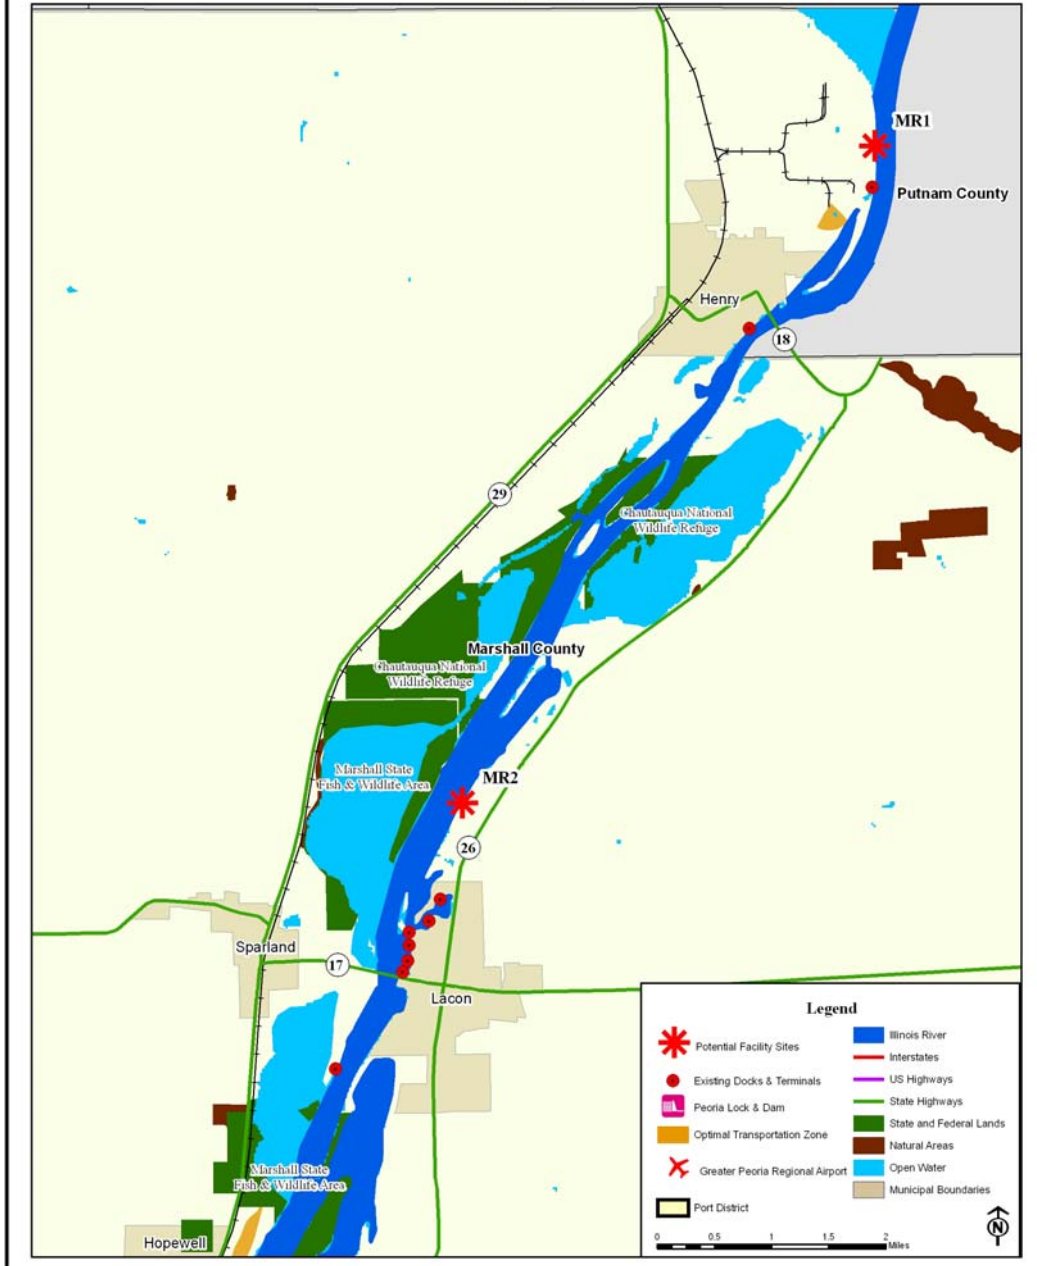 MR1
Putnam County
Henry
18
29
Chautauqua National
Wildlife Refuge
Marshall County
Chautauqua National
Wildlife Refuge
Marshall State
Fish & Wildlife Area
MR2
26
Sparland
17
Lacon
Marshall State
Fish & Wildlife Area
Hopewell
Legend
Potential Facility Sites
Existing Docks & Terminals
Peoria Lock & Dam
Optimal Transportation Zone
Greater Peoria Regional Airport
Port District
Illinois River
Interstates
US Highways
State Highways
State and Federal Lands
Natural Areas
Open Water
Municipal Boundaries
N
0 0.5 1 1.5 2
Miles